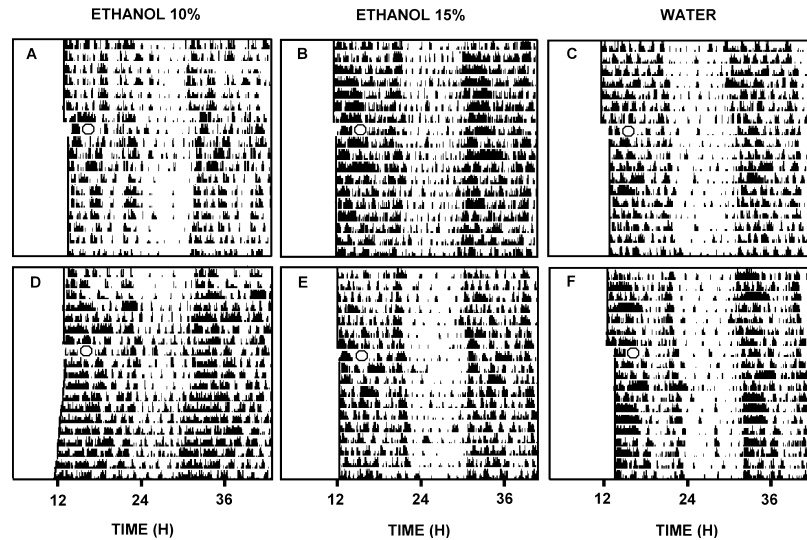 ETHANOL 10% ETHANOL 15% WATER
A B C
D E F
12 24 36 12 24 36 12 24 36
TIME (H) TIME (H) TIME (H)